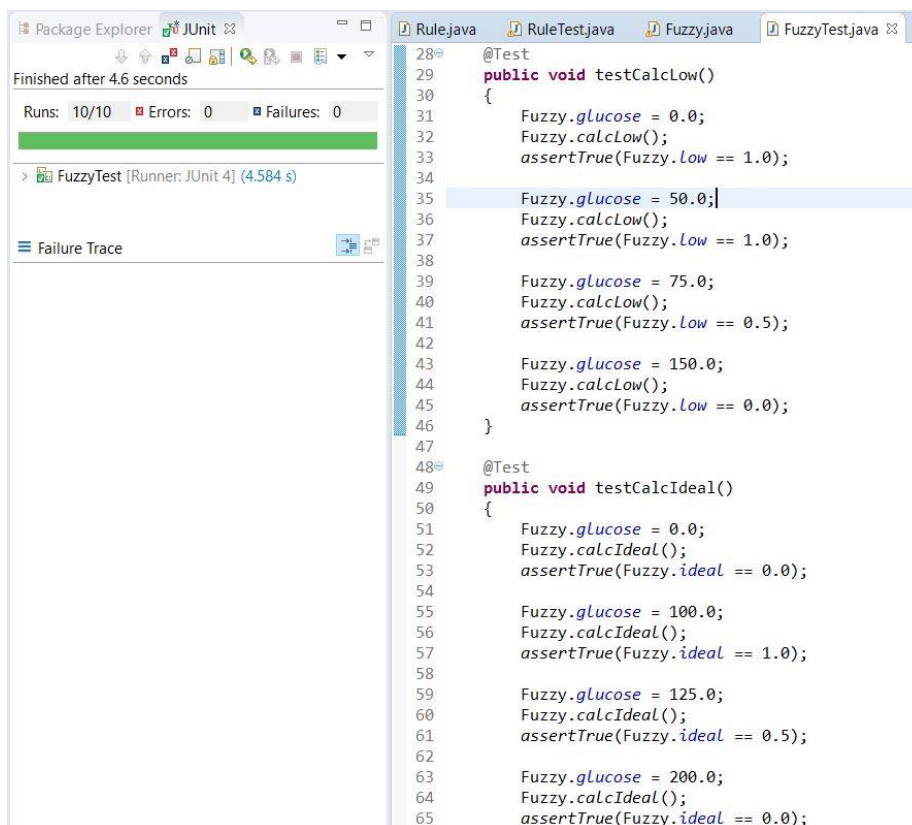 Package Explorer JUnit
Finished after 4.6 seconds
Runs: 10/10 Errors: 0 Failures: 0
FuzzyTest [Runner: JUnit 4] (4.584 s)
Failure Trace
Rule.java RuleTest.java Fuzzy.java FuzzyTest.java
28 @Test
29 public void testCalcLow()
30 {
31 Fuzzy.glucose = 0.0;
32 Fuzzy.calcLow();
33 assertTrue(Fuzzy.low == 1.0);
34
35 Fuzzy.glucose = 50.0;
36 Fuzzy.calcLow();
37 assertTrue(Fuzzy.low == 1.0);
38
39 Fuzzy.glucose = 75.0;
40 Fuzzy.calcLow();
41 assertTrue(Fuzzy.low == 0.5);
42
43 Fuzzy.glucose = 150.0;
44 Fuzzy.calcLow();
45 assertTrue(Fuzzy.low == 0.0);
46 }
47
48 @Test
49 public void testCalcIdeal()
50 {
51 Fuzzy.glucose = 0.0;
52 Fuzzy.calcIdeal();
53 assertTrue(Fuzzy.ideal == 0.0);
54
55 Fuzzy.glucose = 100.0;
56 Fuzzy.calcIdeal();
57 assertTrue(Fuzzy.ideal == 1.0);
58
59 Fuzzy.glucose = 125.0;
60 Fuzzy.calcIdeal();
61 assertTrue(Fuzzy.ideal == 0.5);
62
63 Fuzzy.glucose = 200.0;
64 Fuzzy.calcIdeal();
65 assertTrue(Fuzzy.ideal == 0.0);